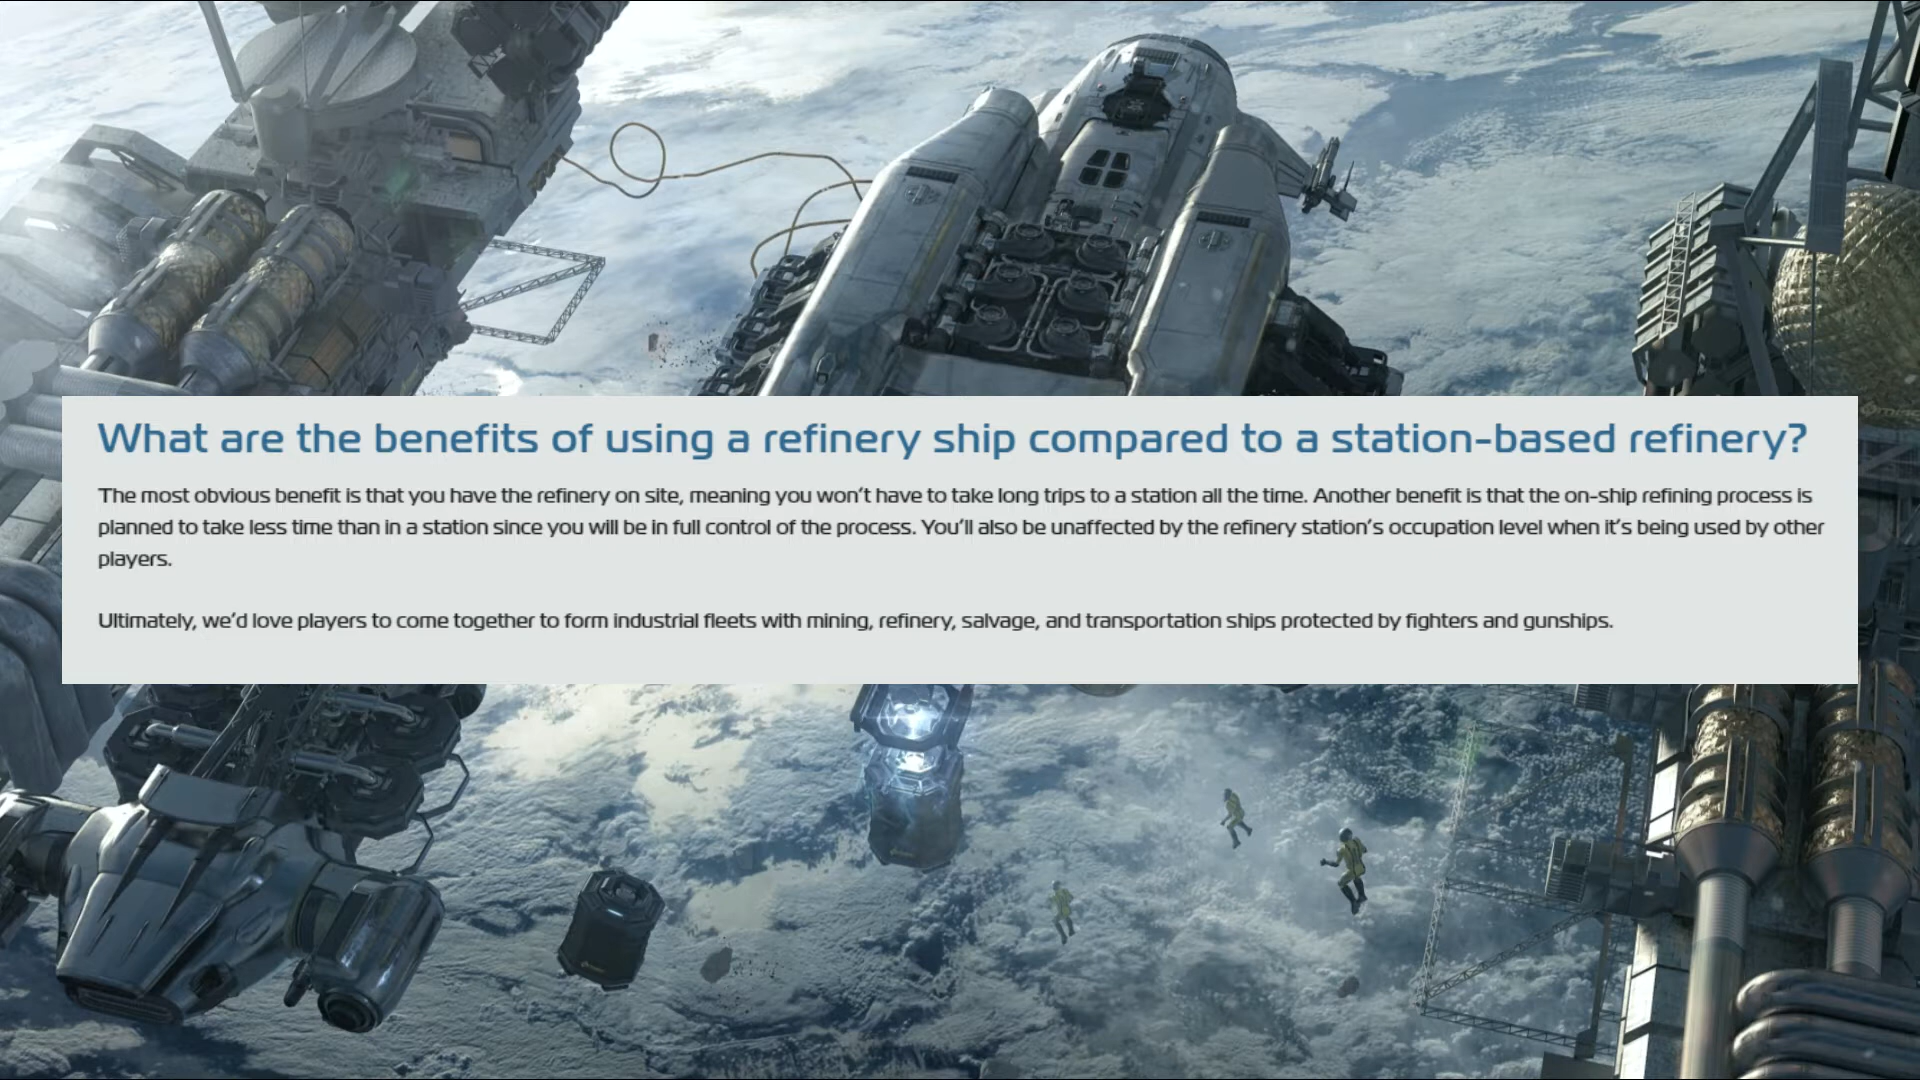 What are the benefits of using a refinery ship compared to a station-based refinery?
The most obvious benefit is that you have the refinery on site, meaning you won't have to take long trips to a station all the time. Another benefit is that the on-ship refining process is
planned to take less time than in a station since you will be in full control of the process. You'll also be unaffected by the refinery station's occupation level when it's being used by other
players.
Ultimately, we'd love players to come together to form industrial fleets with mining, refinery, salvage, and transportation ships protected by fighters and gunships.